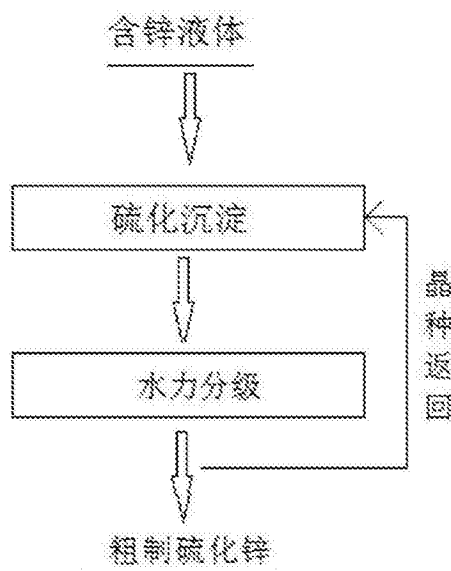 含锌液体
硫化沉淀
晶种返回
水力分级
粗制硫化锌